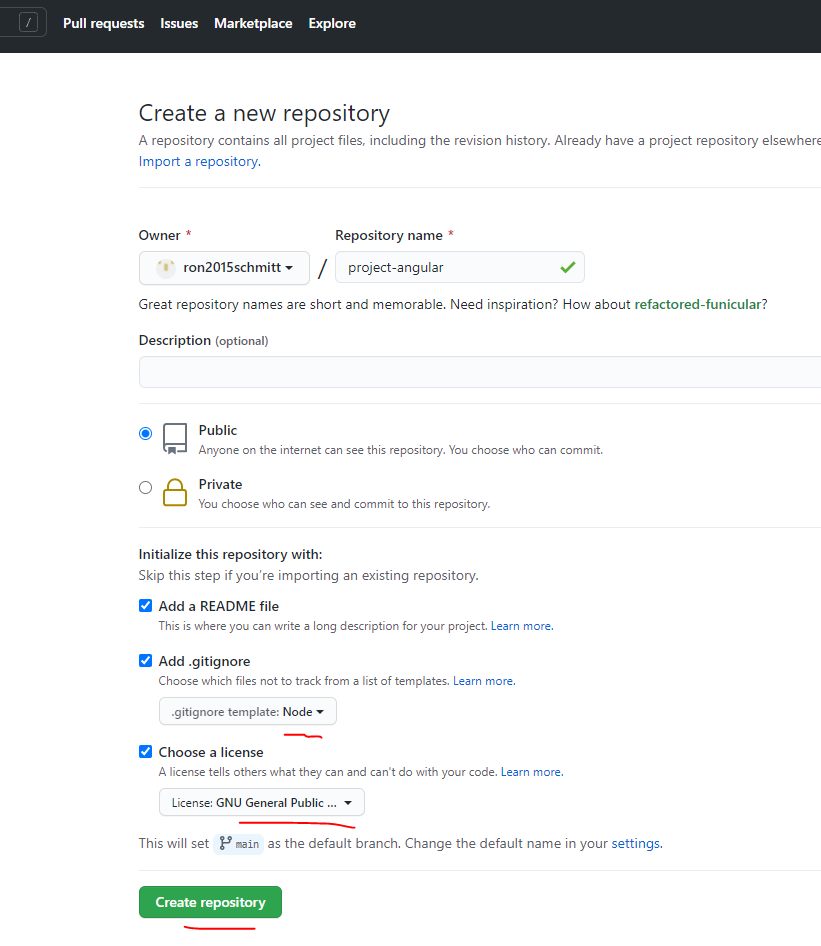 / Pull requests Issues Marketplace Explore
Create a new repository
A repository contains all project files, including the revision history. Already have a project repository elsewhere
Import a repository.
Owner * Repository name *
ron2015schmitt / project-angular
Great repository names are short and memorable. Need inspiration? How about refactored-funicular?
Description (optional)
Public
Anyone on the internet can see this repository. You choose who can commit.
Private
You choose who can see and commit to this repository.
Initialize this repository with:
Skip this step if you're importing an existing repository.
Add a README file
This is where you can write a long description for your project. Learn more.
Add .gitignore
Choose which files not to track from a list of templates. Learn more.
.gitignore template: Node
Choose a license
A license tells others what they can and can't do with your code. Learn more.
License: GNU General Public ...
This will set main as the default branch. Change the default name in your settings.
Create repository